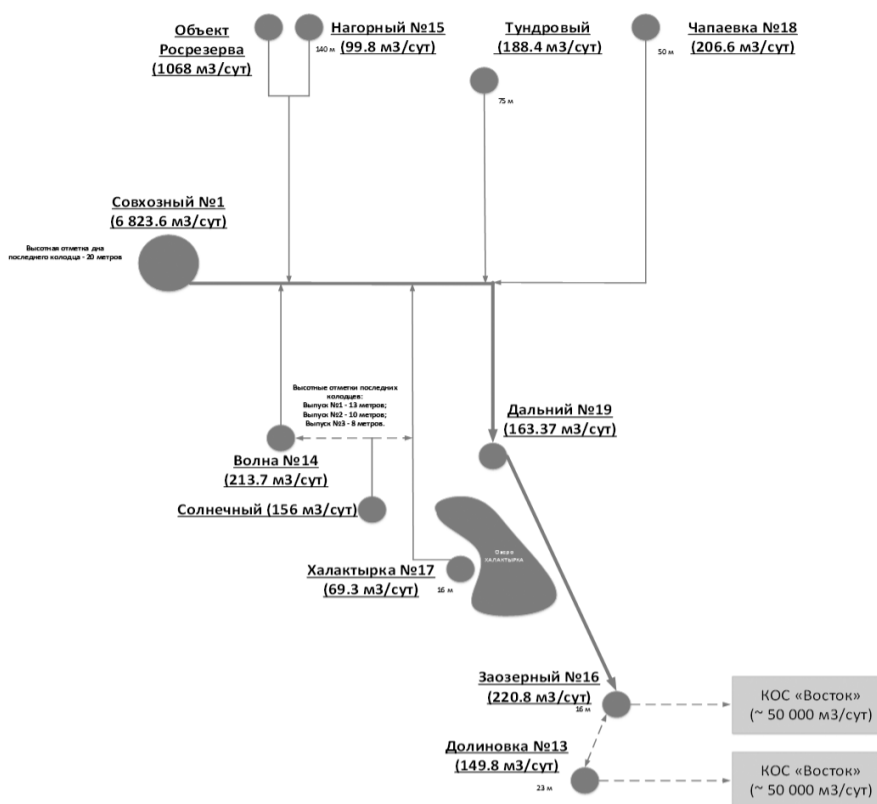 Объект
Росрезерва
(1068 м3/сут)
Нагорный №15
(99.8 м3/сут)
140 м
Тундровый
(188.4 м3/сут)
75 м
Чапаевка №18
(206.6 м3/сут)
50 м
Совхозный №1
(6 823.6 м3/сут)
Высотная отметка дна
последнего колодца - 20 метров
Высотные отметки последних
колодцев:
Выпуск №1 - 13 метров;
Выпуск №2 - 10 метров;
Выпуск №3 - 8 метров.
Волна №14
(213.7 м3/сут)
Солнечный (156 м3/сут)
Дальний №19
(163.37 м3/сут)
Халактырка №17
(69.3 м3/сут)
16 м
ХАЛАКТЫРКА
Заозерный №16
(220.8 м3/сут)
16 м
Долиновка №13
(149.8 м3/сут)
23 м
КОС «Восток»
(~ 50 000 м3/сут)
КОС «Восток»
(~ 50 000 м3/сут)